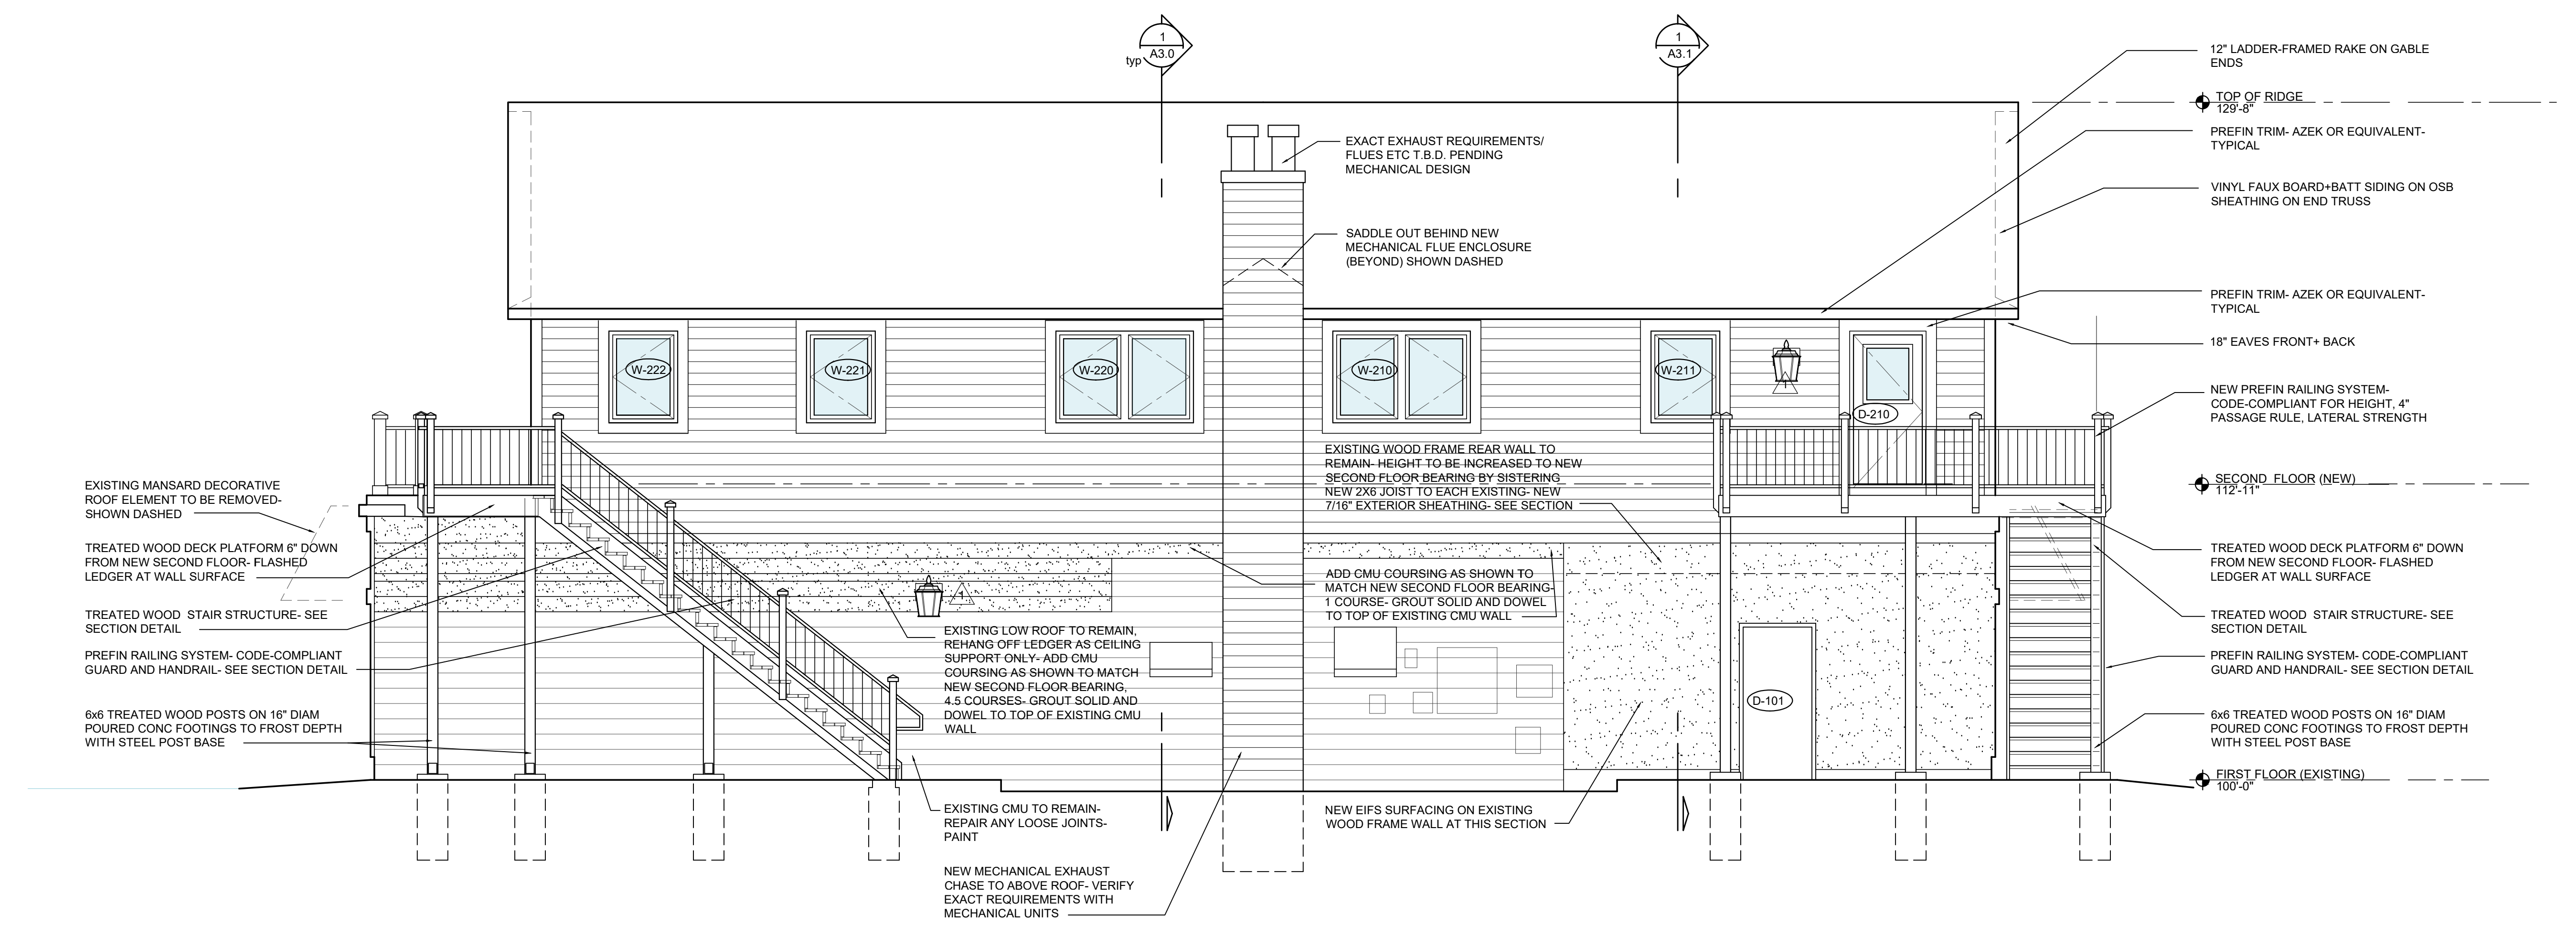 1
A3.0
typ
1
A3.1
12" LADDER-FRAMED RAKE ON GABLE
ENDS
TOP OF RIDGE
129'-8"
PREFIN TRIM- AZEK OR EQUIVALENT-
TYPICAL
VINYL FAUX BOARD+BATT SIDING ON OSB
SHEATHING ON END TRUSS
PREFIN TRIM- AZEK OR EQUIVALENT-
TYPICAL
18" EAVES FRONT+ BACK
NEW PREFIN RAILING SYSTEM-
CODE-COMPLIANT FOR HEIGHT, 4"
PASSAGE RULE, LATERAL STRENGTH
SECOND FLOOR (NEW)
112'-11"
TREATED WOOD DECK PLATFORM 6" DOWN
FROM NEW SECOND FLOOR- FLASHED
LEDGER AT WALL SURFACE
TREATED WOOD STAIR STRUCTURE- SEE
SECTION DETAIL
PREFIN RAILING SYSTEM- CODE-COMPLIANT
GUARD AND HANDRAIL- SEE SECTION DETAIL
6x6 TREATED WOOD POSTS ON 16" DIAM
POURED CONC FOOTINGS TO FROST DEPTH
WITH STEEL POST BASE
FIRST FLOOR (EXISTING)
100'-0"
EXACT EXHAUST REQUIREMENTS/
FLUES ETC T.B.D. PENDING
MECHANICAL DESIGN
SADDLE OUT BEHIND NEW
MECHANICAL FLUE ENCLOSURE
(BEYOND) SHOWN DASHED
W-222
W-221
W-220
W-210
W-211
D-210
EXISTING WOOD FRAME REAR WALL TO
REMAIN- HEIGHT TO BE INCREASED TO NEW
SECOND FLOOR BEARING BY SISTERING
NEW 2X6 JOIST TO EACH EXISTING- NEW
7/16" EXTERIOR SHEATHING- SEE SECTION
ADD CMU COURSING AS SHOWN TO
MATCH NEW SECOND FLOOR BEARING-
1 COURSE- GROUT SOLID AND DOWEL
TO TOP OF EXISTING CMU WALL
D-101
NEW EIFS SURFACING ON EXISTING
WOOD FRAME WALL AT THIS SECTION
EXISTING MANSARD DECORATIVE
ROOF ELEMENT TO BE REMOVED-
SHOWN DASHED
TREATED WOOD DECK PLATFORM 6" DOWN
FROM NEW SECOND FLOOR- FLASHED
LEDGER AT WALL SURFACE
TREATED WOOD STAIR STRUCTURE- SEE
SECTION DETAIL
PREFIN RAILING SYSTEM- CODE-COMPLIANT
GUARD AND HANDRAIL- SEE SECTION DETAIL
6x6 TREATED WOOD POSTS ON 16" DIAM
POURED CONC FOOTINGS TO FROST DEPTH
WITH STEEL POST BASE
1
EXISTING LOW ROOF TO REMAIN,
REHANG OFF LEDGER AS CEILING
SUPPORT ONLY- ADD CMU
COURSING AS SHOWN TO MATCH
NEW SECOND FLOOR BEARING,
4.5 COURSES- GROUT SOLID AND
DOWEL TO TOP OF EXISTING CMU
WALL
EXISTING CMU TO REMAIN-
REPAIR ANY LOOSE JOINTS-
PAINT
NEW MECHANICAL EXHAUST
CHASE TO ABOVE ROOF- VERIFY
EXACT REQUIREMENTS WITH
MECHANICAL UNITS